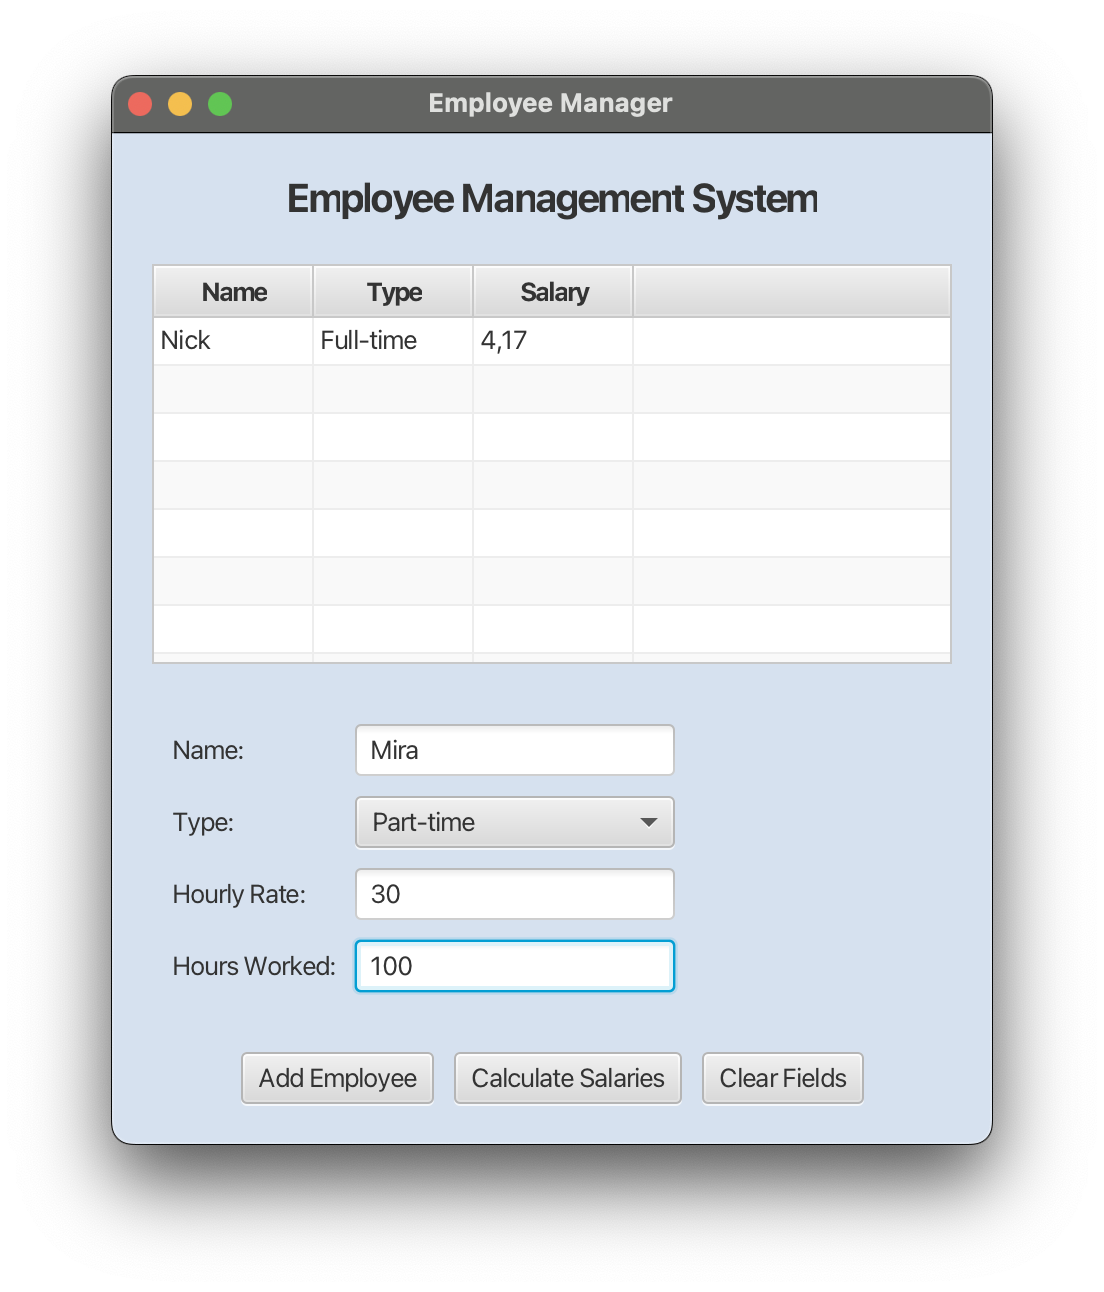 Employee Manager
Employee Management System
Name Type Salary
Nick Full-time 4,17
Name: Mira
Type: Part-time
Hourly Rate: 30
Hours Worked: 100
Add Employee Calculate Salaries Clear Fields